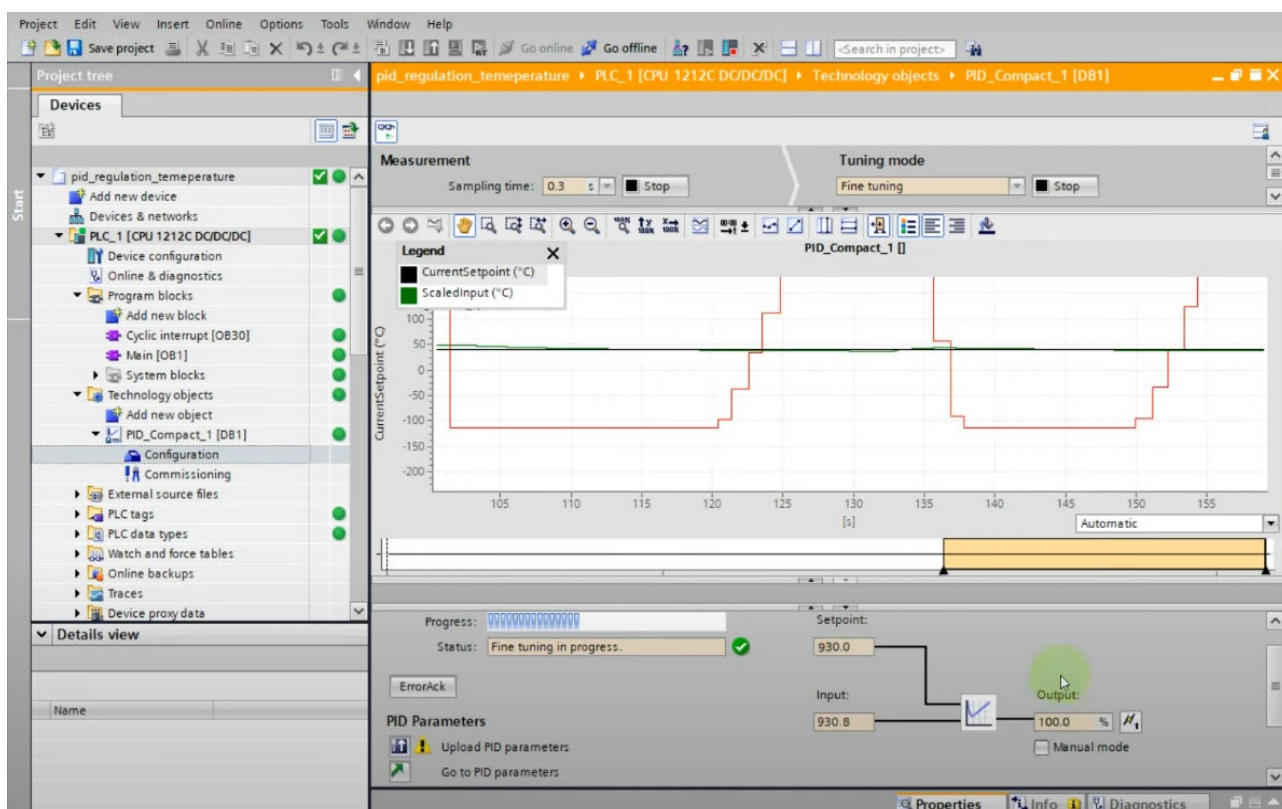 Project Edit View Insert Online Options Tools Window Help
Save project Go online Go offline <Search in project>
Project tree
pid_regulation_temeperature PLC_1 [CPU 1212C DC/DC/DC] Technology objects PID_Compact_1 [DB1]
Devices
Start
pid_regulation_temeperature
Add new device
Devices & networks
PLC_1 [CPU 1212C DC/DC/DC]
Device configuration
Online & diagnostics
Program blocks
Add new block
Cyclic interrupt [OB30]
Main [OB1]
System blocks
Technology objects
Add new object
PID_Compact_1 [DB1]
Configuration
Commissioning
External source files
PLC tags
PLC data types
Watch and force tables
Online backups
Traces
Device proxy data
Details view
Name
Measurement
Sampling time: 0.3 s Stop
Tuning mode
Fine tuning Stop
PID_Compact_1 []
Legend
CurrentSetpoint (°C)
ScaledInput (°C)
CurrentSetpoint (°C)
100
50
0
-50
-100
-150
-200
105 110 115 120 125 130 135 140 145 150 155
[s]
Automatic
Progress:
Status: Fine tuning in progress.
ErrorAck
PID Parameters
Upload PID parameters
Go to PID parameters
Setpoint:
930.0
Input:
930.8
Output:
100.0 %
Manual mode
Properties Info Diagnostics